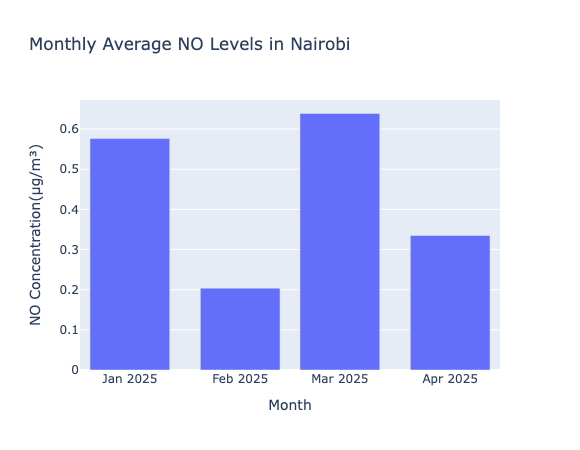 Monthly Average NO Levels in Nairobi
NO Concentration(µg/m³)
0.6
0.5
0.4
0.3
0.2
0.1
0
Jan 2025 Feb 2025 Mar 2025 Apr 2025
Month